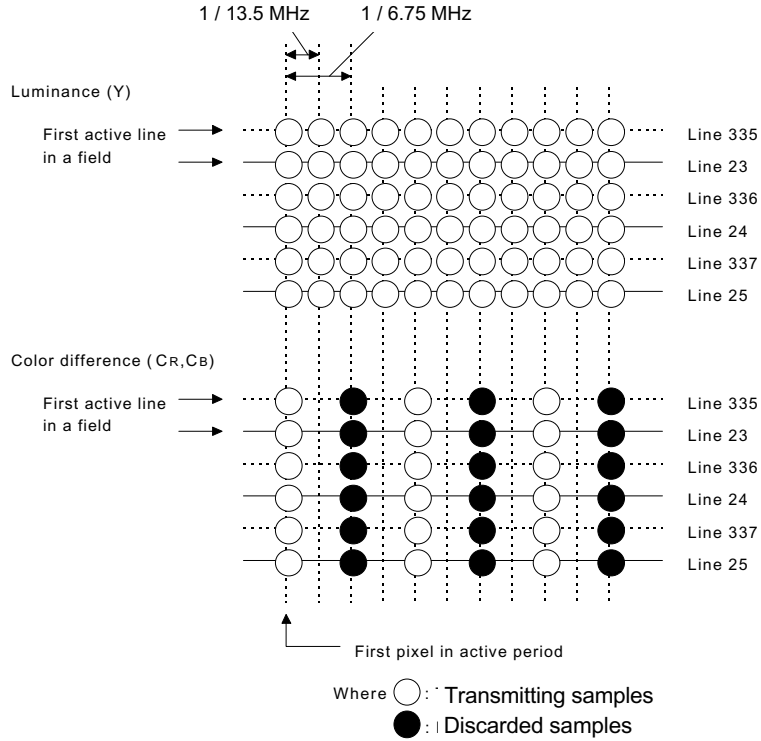 1 / 13.5 MHz
1 / 6.75 MHz
Luminance (Y)
First active line
in a field
Line 335
Line 23
Line 336
Line 24
Line 337
Line 25
Color difference (CR,CB)
First active line
in a field
Line 335
Line 23
Line 336
Line 24
Line 337
Line 25
First pixel in active period
Where : Transmitting samples
: Discarded samples